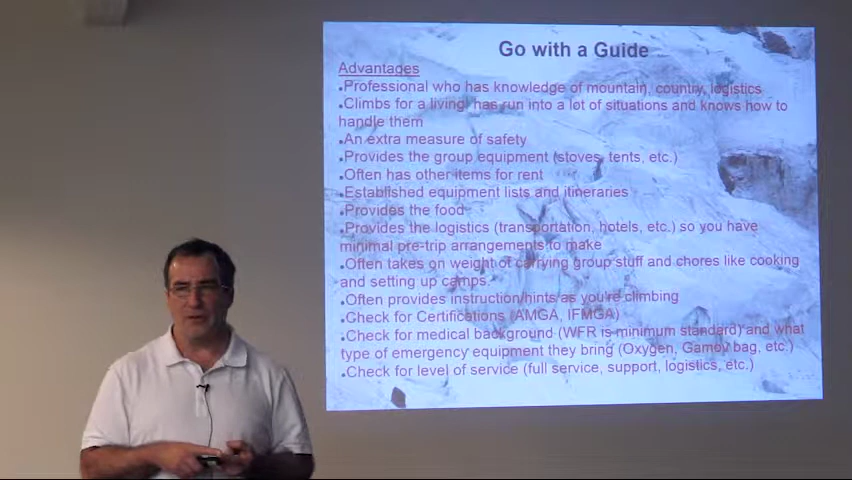 Go with a Guide
Advantages
•Professional who has knowledge of mountain, country, logistics
•Climbs for a living! has run into a lot of situations and knows how to
handle them
•An extra measure of safety
•Provides the group equipment (stoves, tents, etc.)
•Often has other items for rent
•Established equipment lists and itineraries
•Provides the food
•Provides the logistics (transportation, hotels, etc.) so you have
minimal pre-trip arrangements to make
•Often takes on weight of carrying group stuff and chores like cooking
and setting up camps.
•Often provides instruction/hints as you're climbing
•Check for Certifications (AMGA, IFMGA)
•Check for medical background (WFR is minimum standard) and what
type of emergency equipment they bring (Oxygen, Gamov bag, etc.)
•Check for level of service (full service, support, logistics, etc.)